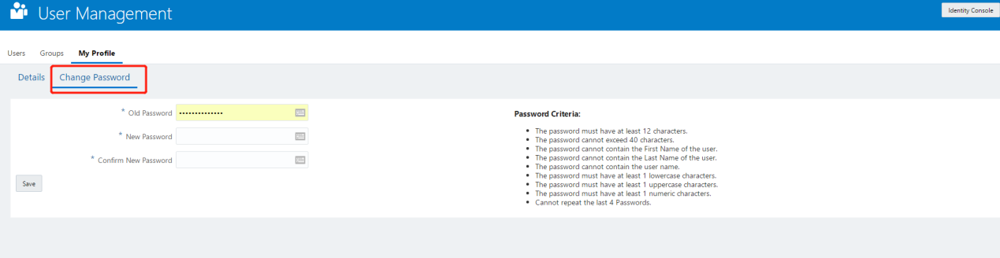 User Management
Identity Console
Users Groups My Profile
Details Change Password
* Old Password ••••••••••••••
* New Password
* Confirm New Password
Save
Password Criteria:
• The password must have at least 12 characters.
• The password cannot exceed 40 characters.
• The password cannot contain the First Name of the user.
• The password cannot contain the Last Name of the user.
• The password cannot contain the user name.
• The password must have at least 1 lowercase characters.
• The password must have at least 1 uppercase characters.
• The password must have at least 1 numeric characters.
• Cannot repeat the last 4 Passwords.